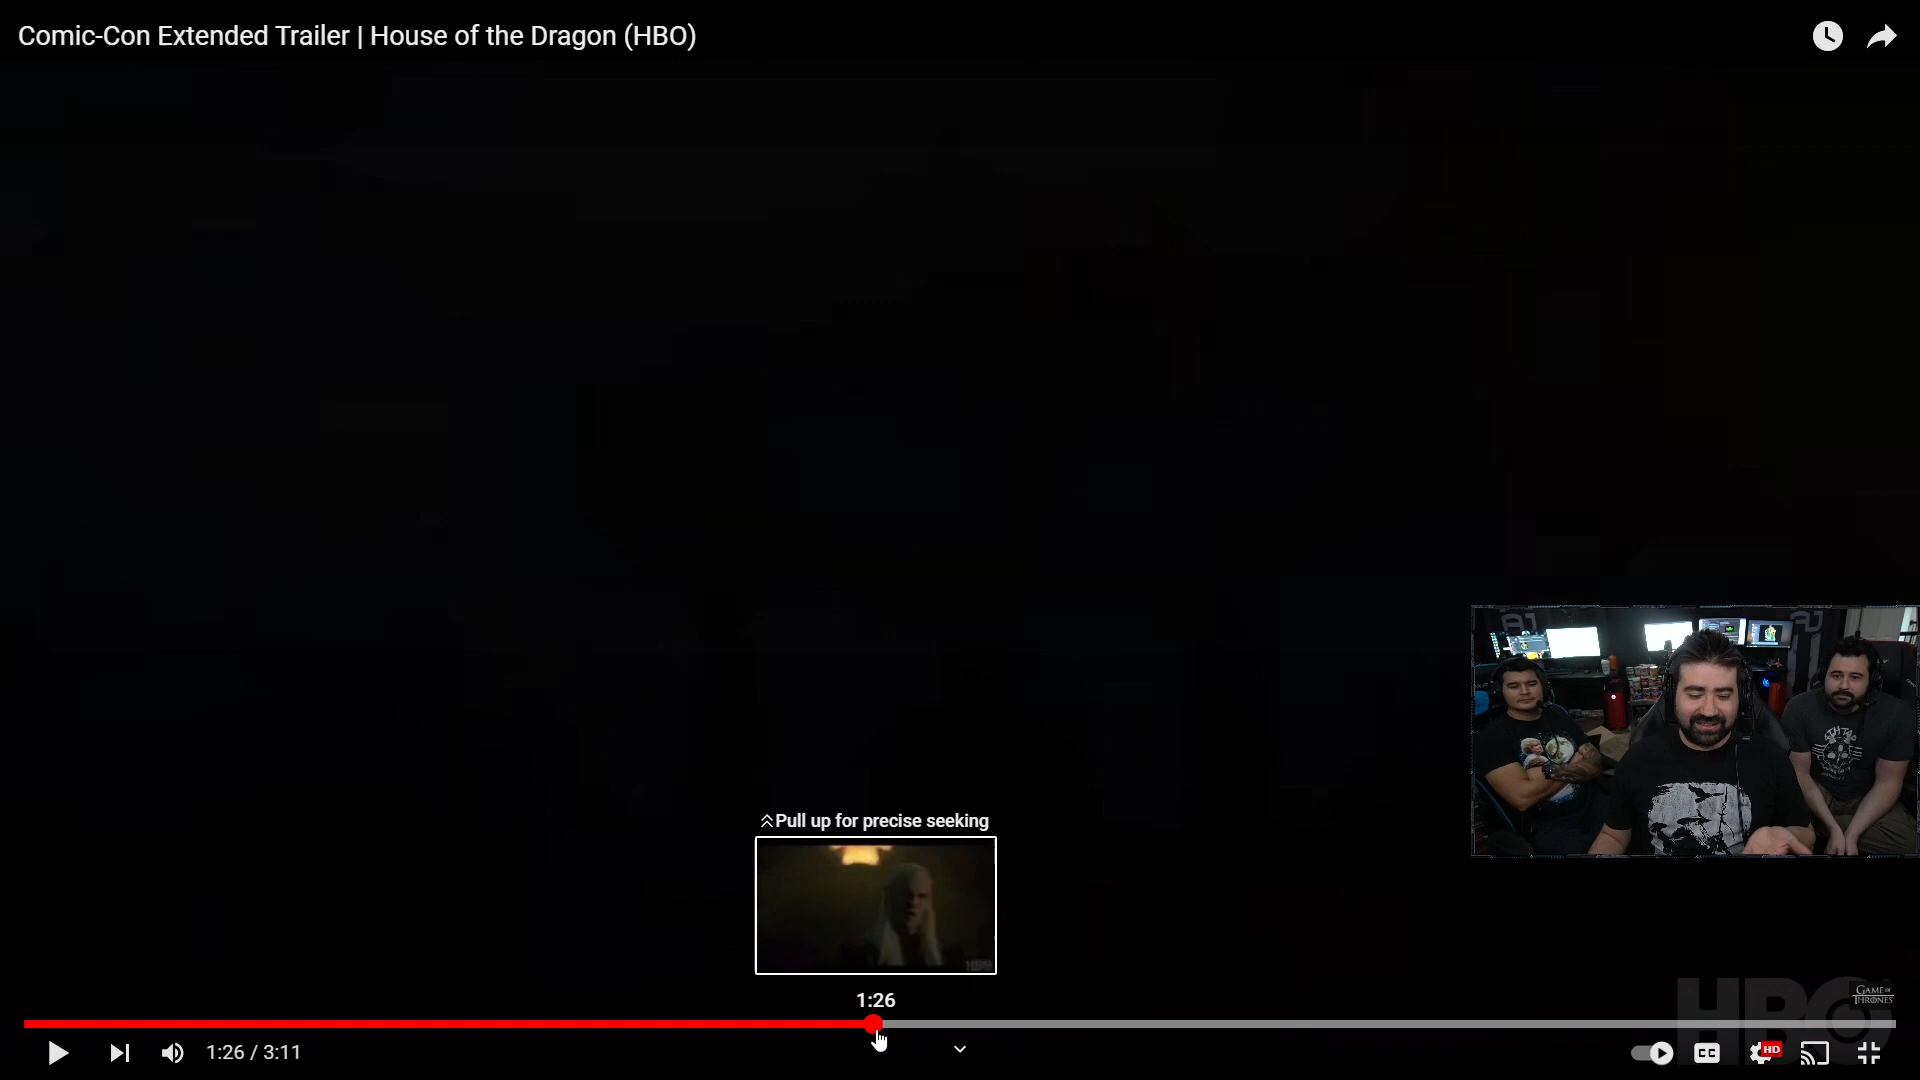 Comic-Con Extended Trailer | House of the Dragon (HBO)
Pull up for precise seeking
1:26
HBO
GAME OF
THRONES
1:26 / 3:11
CC
HD